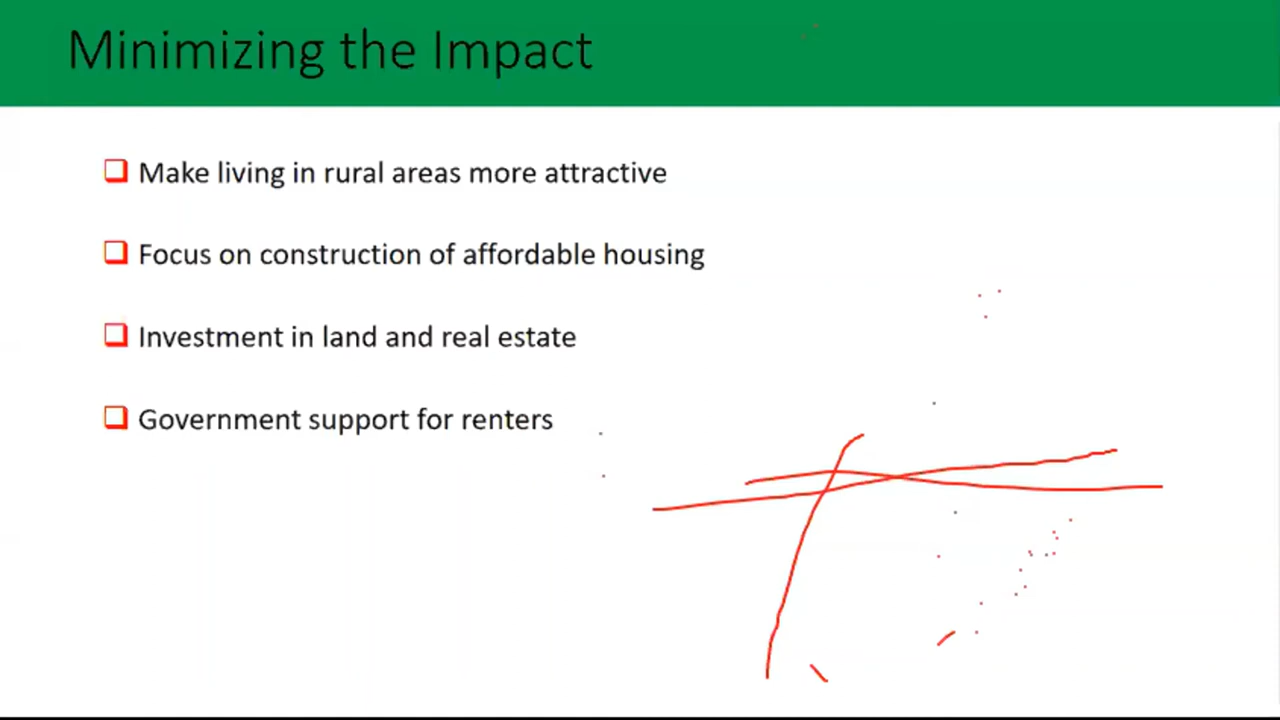 Minimizing the Impact
Make living in rural areas more attractive
Focus on construction of affordable housing
Investment in land and real estate
Government support for renters